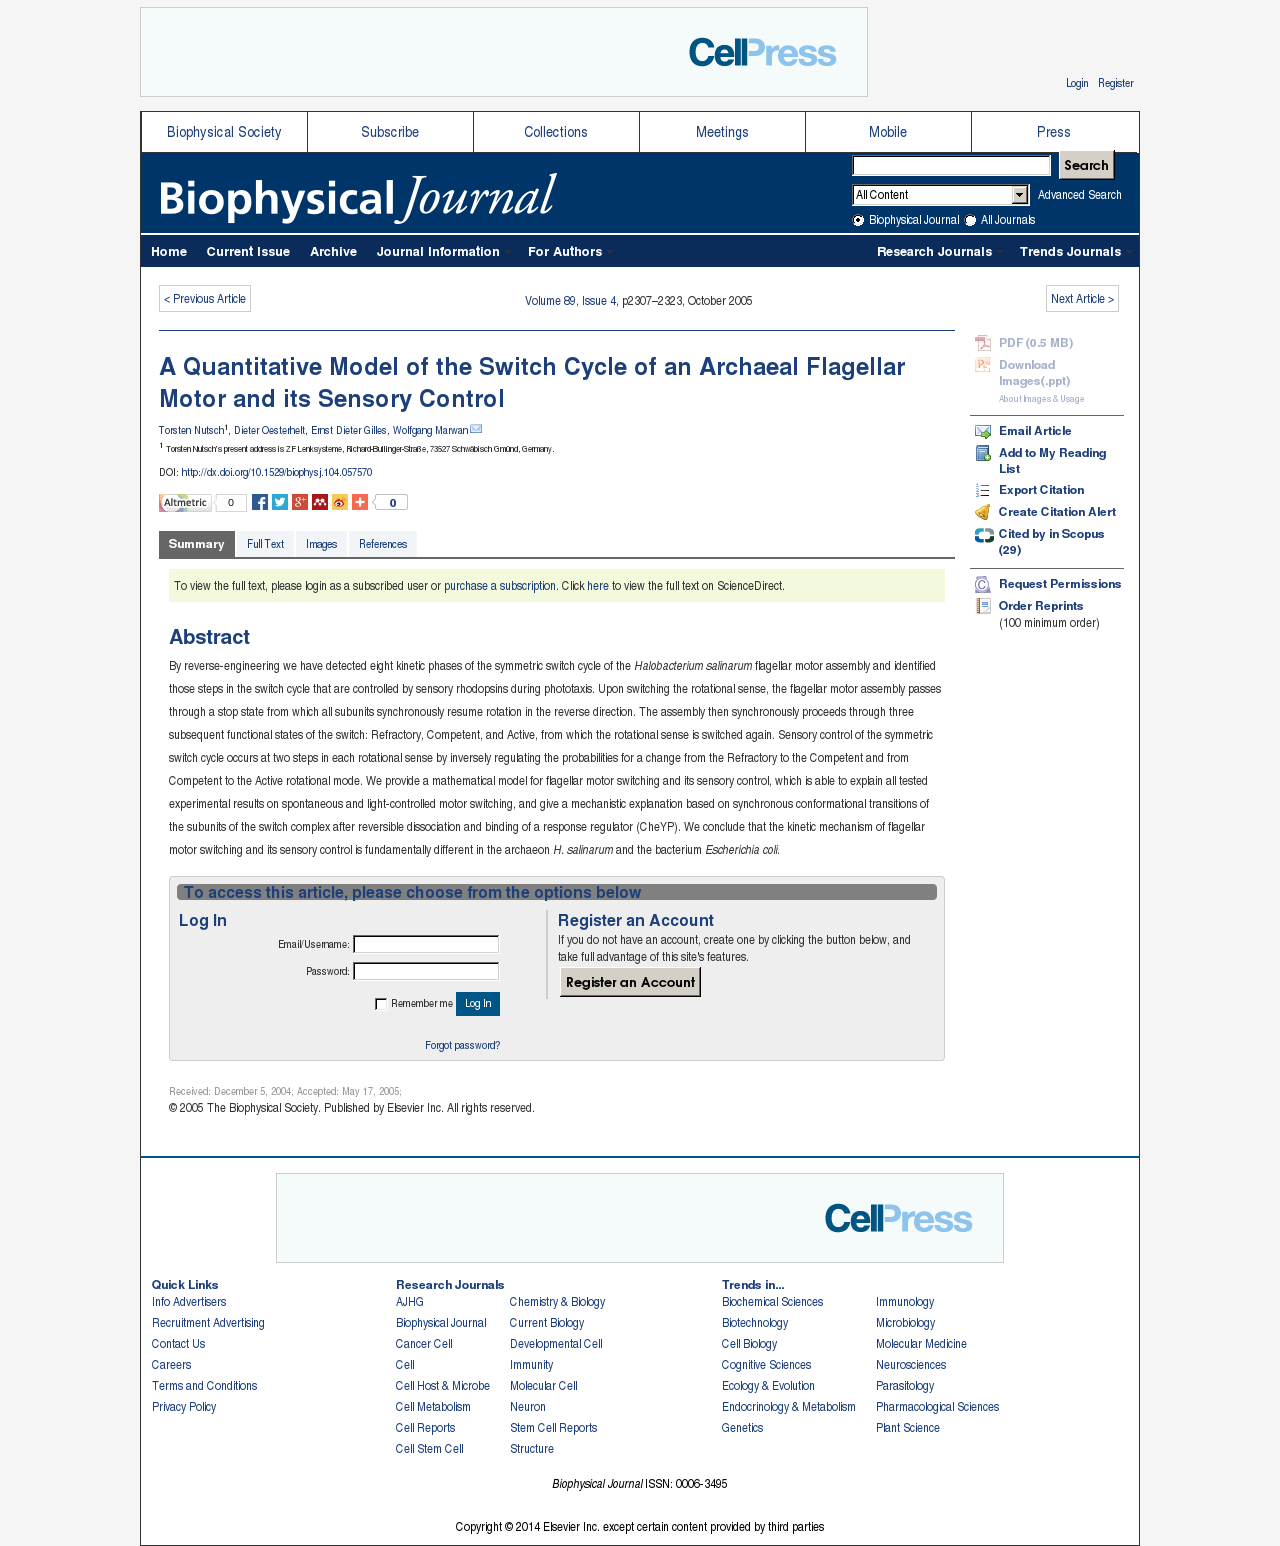 CellPress
Login Register
Biophysical Society Subscribe Collections Meetings Mobile Press
Biophysical Journal
Search
All Content Advanced Search
Biophysical Journal All Journals
Home Current Issue Archive Journal Information For Authors Research Journals Trends Journals
< Previous Article Volume 89, Issue 4, p2307–2323, October 2005 Next Article >
A Quantitative Model of the Switch Cycle of an Archaeal Flagellar
Motor and its Sensory Control
Torsten Nutsch1, Dieter Oesterhelt, Ernst Dieter Gilles, Wolfgang Marwan
1 Torsten Nutsch's present address is ZF Lenksysteme, Richard-Bullinger-Straße, 73527 Schwäbisch Gmünd, Germany.
DOI: http://dx.doi.org/10.1529/biophysj.104.057570
Altmetric 0 0
Summary Full Text Images References
To view the full text, please login as a subscribed user or purchase a subscription. Click here to view the full text on ScienceDirect.
Abstract
By reverse-engineering we have detected eight kinetic phases of the symmetric switch cycle of the Halobacterium salinarum flagellar motor assembly and identified
those steps in the switch cycle that are controlled by sensory rhodopsins during phototaxis. Upon switching the rotational sense, the flagellar motor assembly passes
through a stop state from which all subunits synchronously resume rotation in the reverse direction. The assembly then synchronously proceeds through three
subsequent functional states of the switch: Refractory, Competent, and Active, from which the rotational sense is switched again. Sensory control of the symmetric
switch cycle occurs at two steps in each rotational sense by inversely regulating the probabilities for a change from the Refractory to the Competent and from
Competent to the Active rotational mode. We provide a mathematical model for flagellar motor switching and its sensory control, which is able to explain all tested
experimental results on spontaneous and light-controlled motor switching, and give a mechanistic explanation based on synchronous conformational transitions of
the subunits of the switch complex after reversible dissociation and binding of a response regulator (CheYP). We conclude that the kinetic mechanism of flagellar
motor switching and its sensory control is fundamentally different in the archaeon H. salinarum and the bacterium Escherichia coli.
To access this article, please choose from the options below
Log In
Email/Username:
Password:
Remember me Log In
Forgot password?
Register an Account
If you do not have an account, create one by clicking the button below, and
take full advantage of this site's features.
Register an Account
Received: December 5, 2004; Accepted: May 17, 2005;
© 2005 The Biophysical Society. Published by Elsevier Inc. All rights reserved.
PDF (0.5 MB)
Download
Images(.ppt)
About Images & Usage
Email Article
Add to My Reading
List
Export Citation
Create Citation Alert
Cited by in Scopus
(29)
Request Permissions
Order Reprints
(100 minimum order)
CellPress
Quick Links
Info Advertisers
Recruitment Advertising
Contact Us
Careers
Terms and Conditions
Privacy Policy
Research Journals
AJHG
Biophysical Journal
Cancer Cell
Cell
Cell Host & Microbe
Cell Metabolism
Cell Reports
Cell Stem Cell
Chemistry & Biology
Current Biology
Developmental Cell
Immunity
Molecular Cell
Neuron
Stem Cell Reports
Structure
Trends in...
Biochemical Sciences
Biotechnology
Cell Biology
Cognitive Sciences
Ecology & Evolution
Endocrinology & Metabolism
Genetics
Immunology
Microbiology
Molecular Medicine
Neurosciences
Parasitology
Pharmacological Sciences
Plant Science
Biophysical Journal ISSN: 0006-3495
Copyright © 2014 Elsevier Inc. except certain content provided by third parties